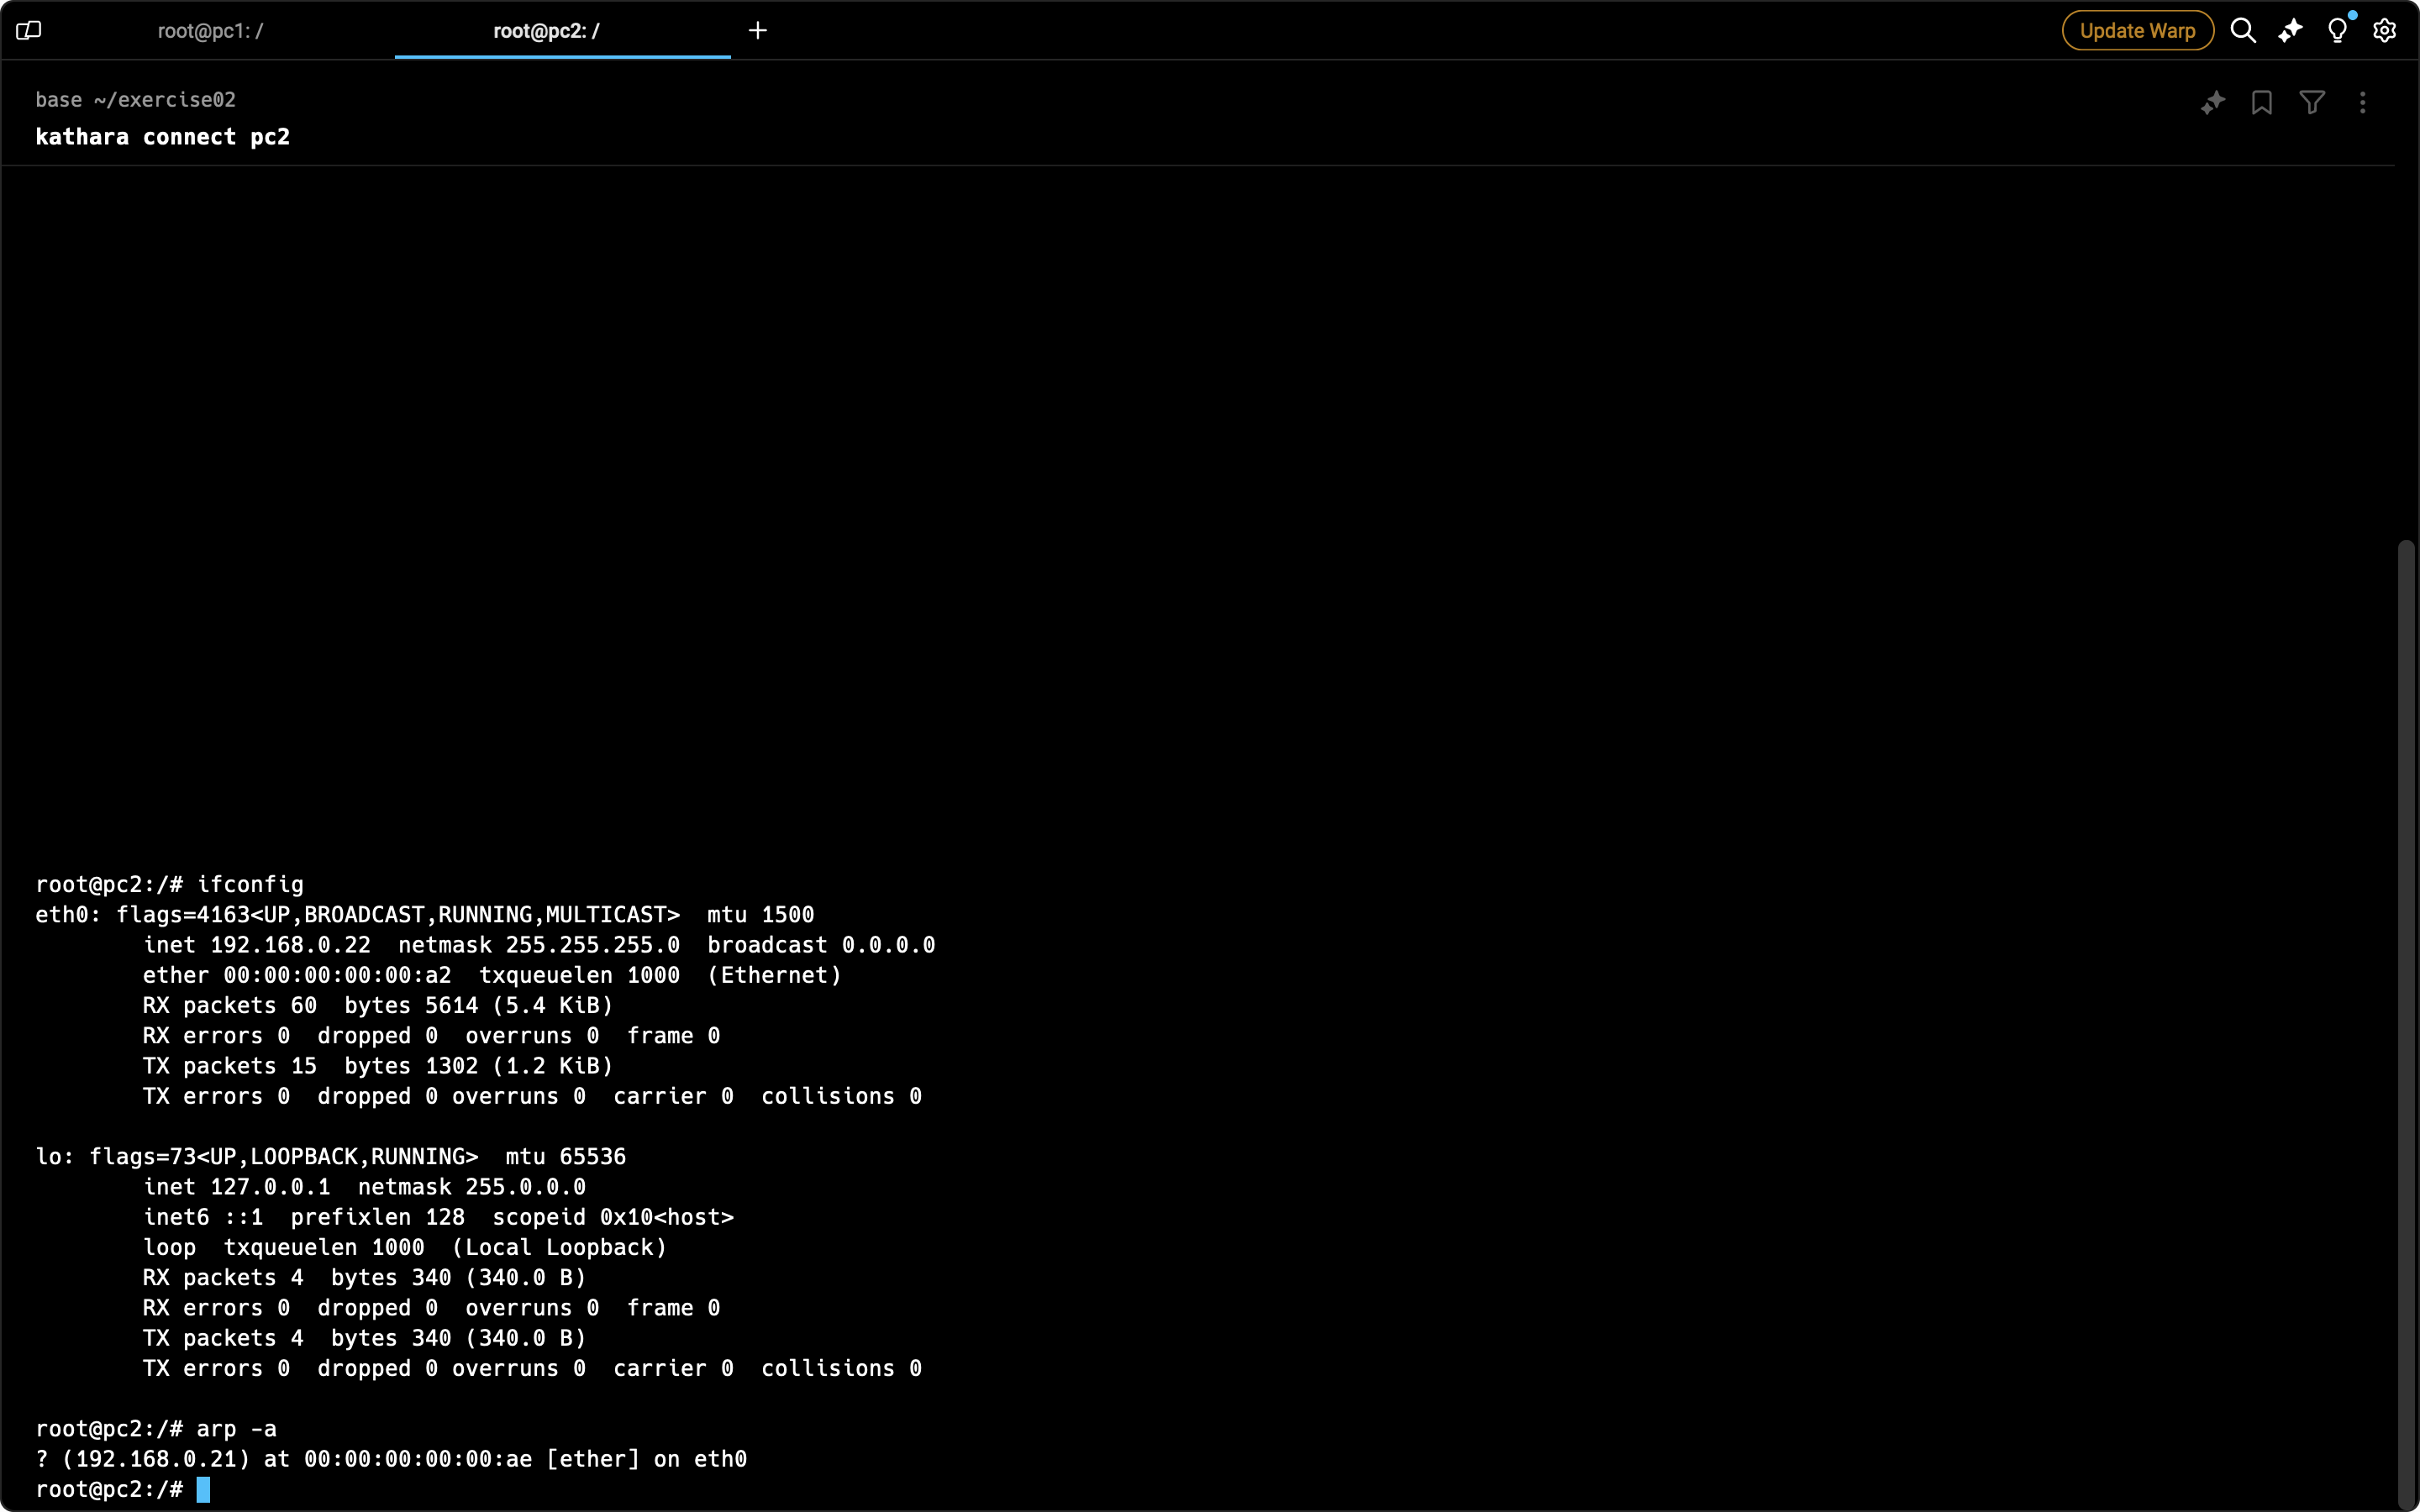 root@pc1: /
root@pc2: /
Update Warp
base ~/exercise02
kathara connect pc2
root@pc2:/# ifconfig
eth0: flags=4163<UP,BROADCAST,RUNNING,MULTICAST>  mtu 1500
        inet 192.168.0.22  netmask 255.255.255.0  broadcast 0.0.0.0
        ether 00:00:00:00:00:a2  txqueuelen 1000  (Ethernet)
        RX packets 60  bytes 5614 (5.4 KiB)
        RX errors 0  dropped 0  overruns 0  frame 0
        TX packets 15  bytes 1302 (1.2 KiB)
        TX errors 0  dropped 0 overruns 0  carrier 0  collisions 0
lo: flags=73<UP,LOOPBACK,RUNNING>  mtu 65536
        inet 127.0.0.1  netmask 255.0.0.0
        inet6 ::1  prefixlen 128  scopeid 0x10<host>
        loop  txqueuelen 1000  (Local Loopback)
        RX packets 4  bytes 340 (340.0 B)
        RX errors 0  dropped 0  overruns 0  frame 0
        TX packets 4  bytes 340 (340.0 B)
        TX errors 0  dropped 0 overruns 0  carrier 0  collisions 0
root@pc2:/# arp -a
? (192.168.0.21) at 00:00:00:00:00:ae [ether] on eth0
root@pc2:/#